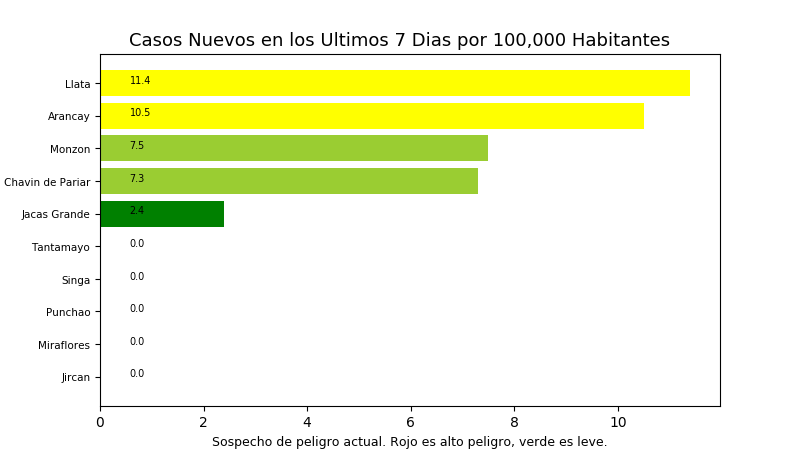 Casos Nuevos en los Ultimos 7 Dias por 100,000 Habitantes
Llata 11.4
Arancay 10.5
Monzon 7.5
Chavin de Pariar 7.3
Jacas Grande 2.4
Tantamayo 0.0
Singa 0.0
Punchao 0.0
Miraflores 0.0
Jircan 0.0
0 2 4 6 8 10
Sospecho de peligro actual. Rojo es alto peligro, verde es leve.